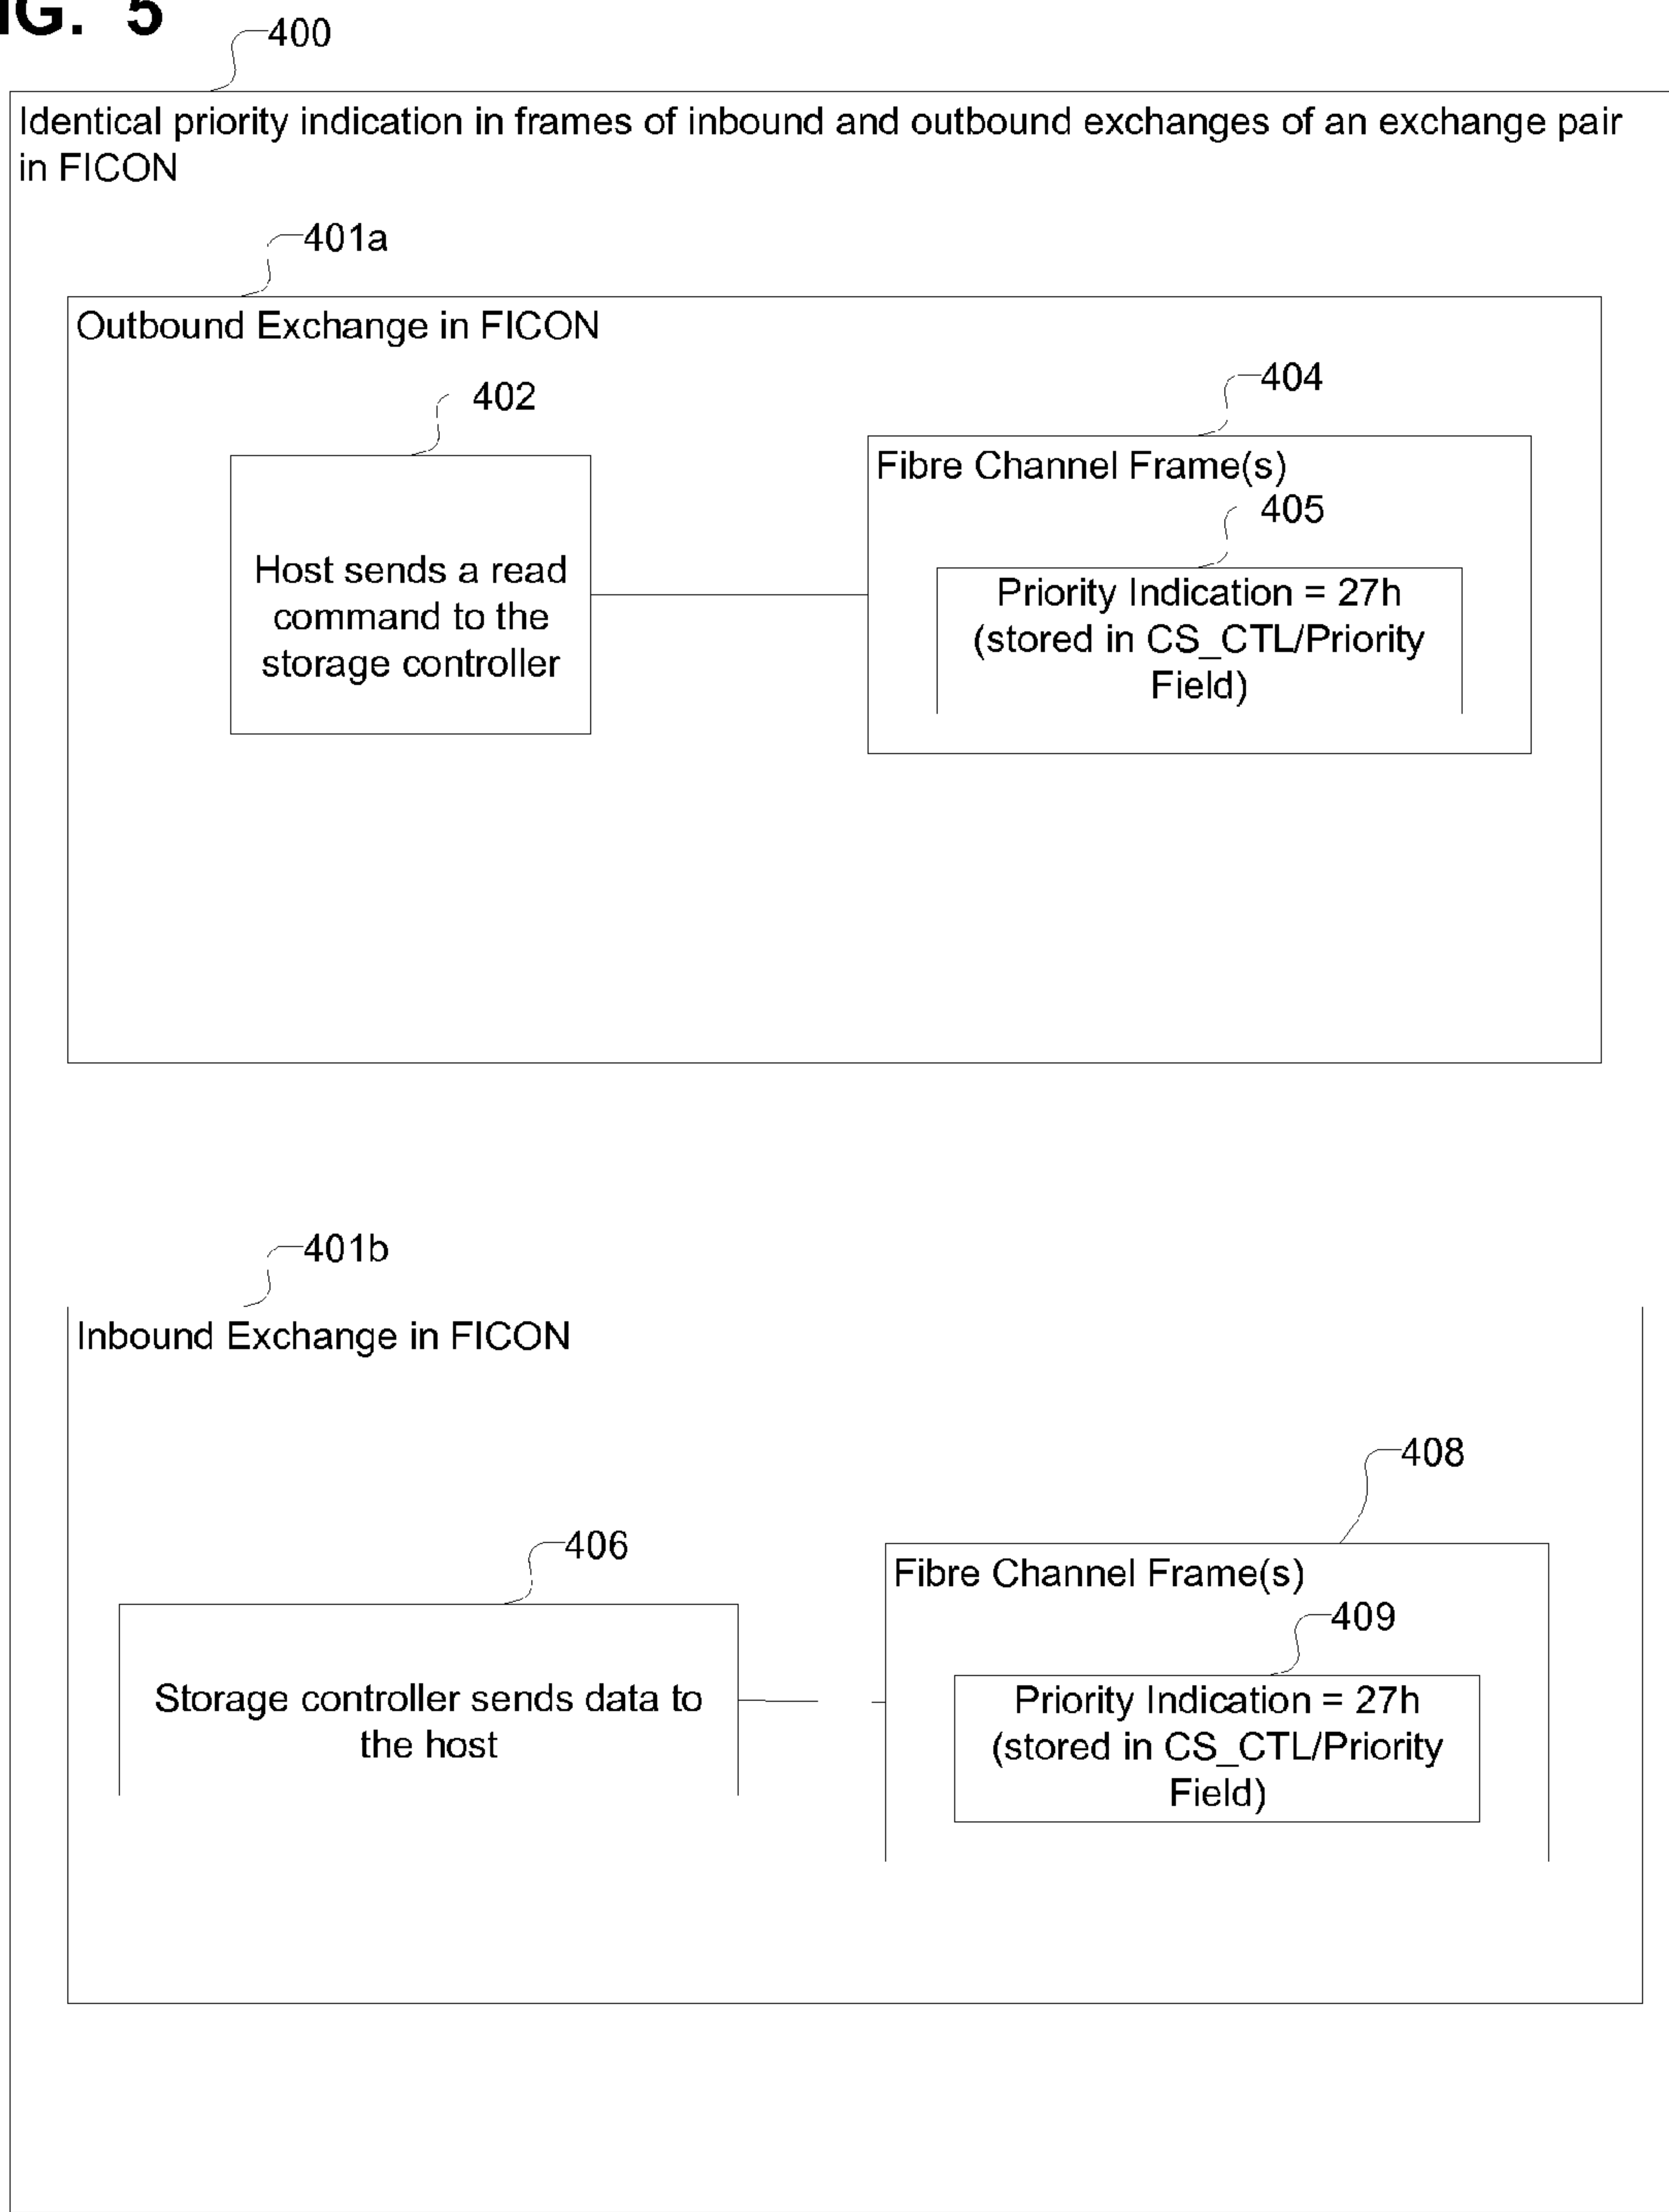 IG. 5
400
Identical priority indication in frames of inbound and outbound exchanges of an exchange pair
in FICON
401a
Outbound Exchange in FICON
402
404
Host sends a read
command to the
storage controller
Fibre Channel Frame(s)
405
Priority Indication = 27h
(stored in CS_CTL/Priority
Field)
401b
Inbound Exchange in FICON
408
406
Storage controller sends data to
the host
Fibre Channel Frame(s)
409
Priority Indication = 27h
(stored in CS_CTL/Priority
Field)